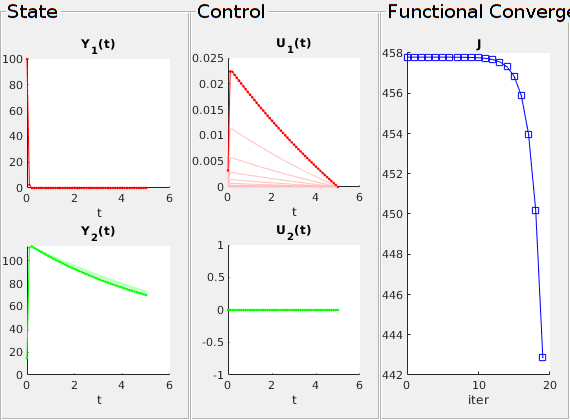 State
Y1(t)
100
80
60
40
20
0
0 2 4 6
t
Y2(t)
100
80
60
40
20
0
0 2 4 6
t
Control
U1(t)
0.025
0.02
0.015
0.01
0.005
0
0 2 4 6
t
U2(t)
1
0.5
0
-0.5
-1
0 2 4 6
t
Functional Converge
J
458
456
454
452
450
448
446
444
442
0 10 20
iter